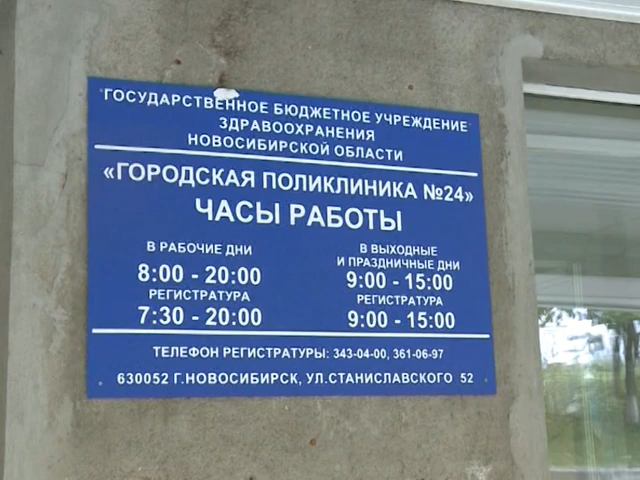 ГОСУДАРСТВЕННОЕ БЮДЖЕТНОЕ УЧРЕЖДЕНИЕ
ЗДРАВООХРАНЕНИЯ
НОВОСИБИРСКОЙ ОБЛАСТИ
«ГОРОДСКАЯ ПОЛИКЛИНИКА №24»
ЧАСЫ РАБОТЫ
В РАБОЧИЕ ДНИ
8:00 - 20:00
РЕГИСТРАТУРА
7:30 - 20:00
В ВЫХОДНЫЕ
И ПРАЗДНИЧНЫЕ ДНИ
9:00 - 15:00
РЕГИСТРАТУРА
9:00 - 15:00
ТЕЛЕФОН РЕГИСТРАТУРЫ: 343-04-00, 361-06-97
630052 Г.НОВОСИБИРСК, УЛ.СТАНИСЛАВСКОГО 52